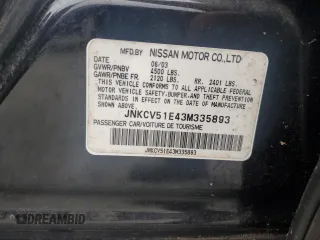 MFD.BY NISSAN MOTOR CO.,LTD
DATE 06/03
GVWR/PNBV 4500 LBS.
GAWR/PNBE FR 2120 LBS. RR. 2401 LBS.
THIS VEHICLE CONFORMS TO ALL APPLICABLE
FEDERAL MOTOR VEHICLE SAFETY, BUMPER,
AND THEFT PREVENTION STANDARDS IN
EFFECT ON THE DATE OF MANUFACTURE
SHOWN ABOVE.
JNKCV51E43M335893
PASSENGER CAR/VOITURE DE TOURISME
JNKCV51E43M335893
DREAMBID